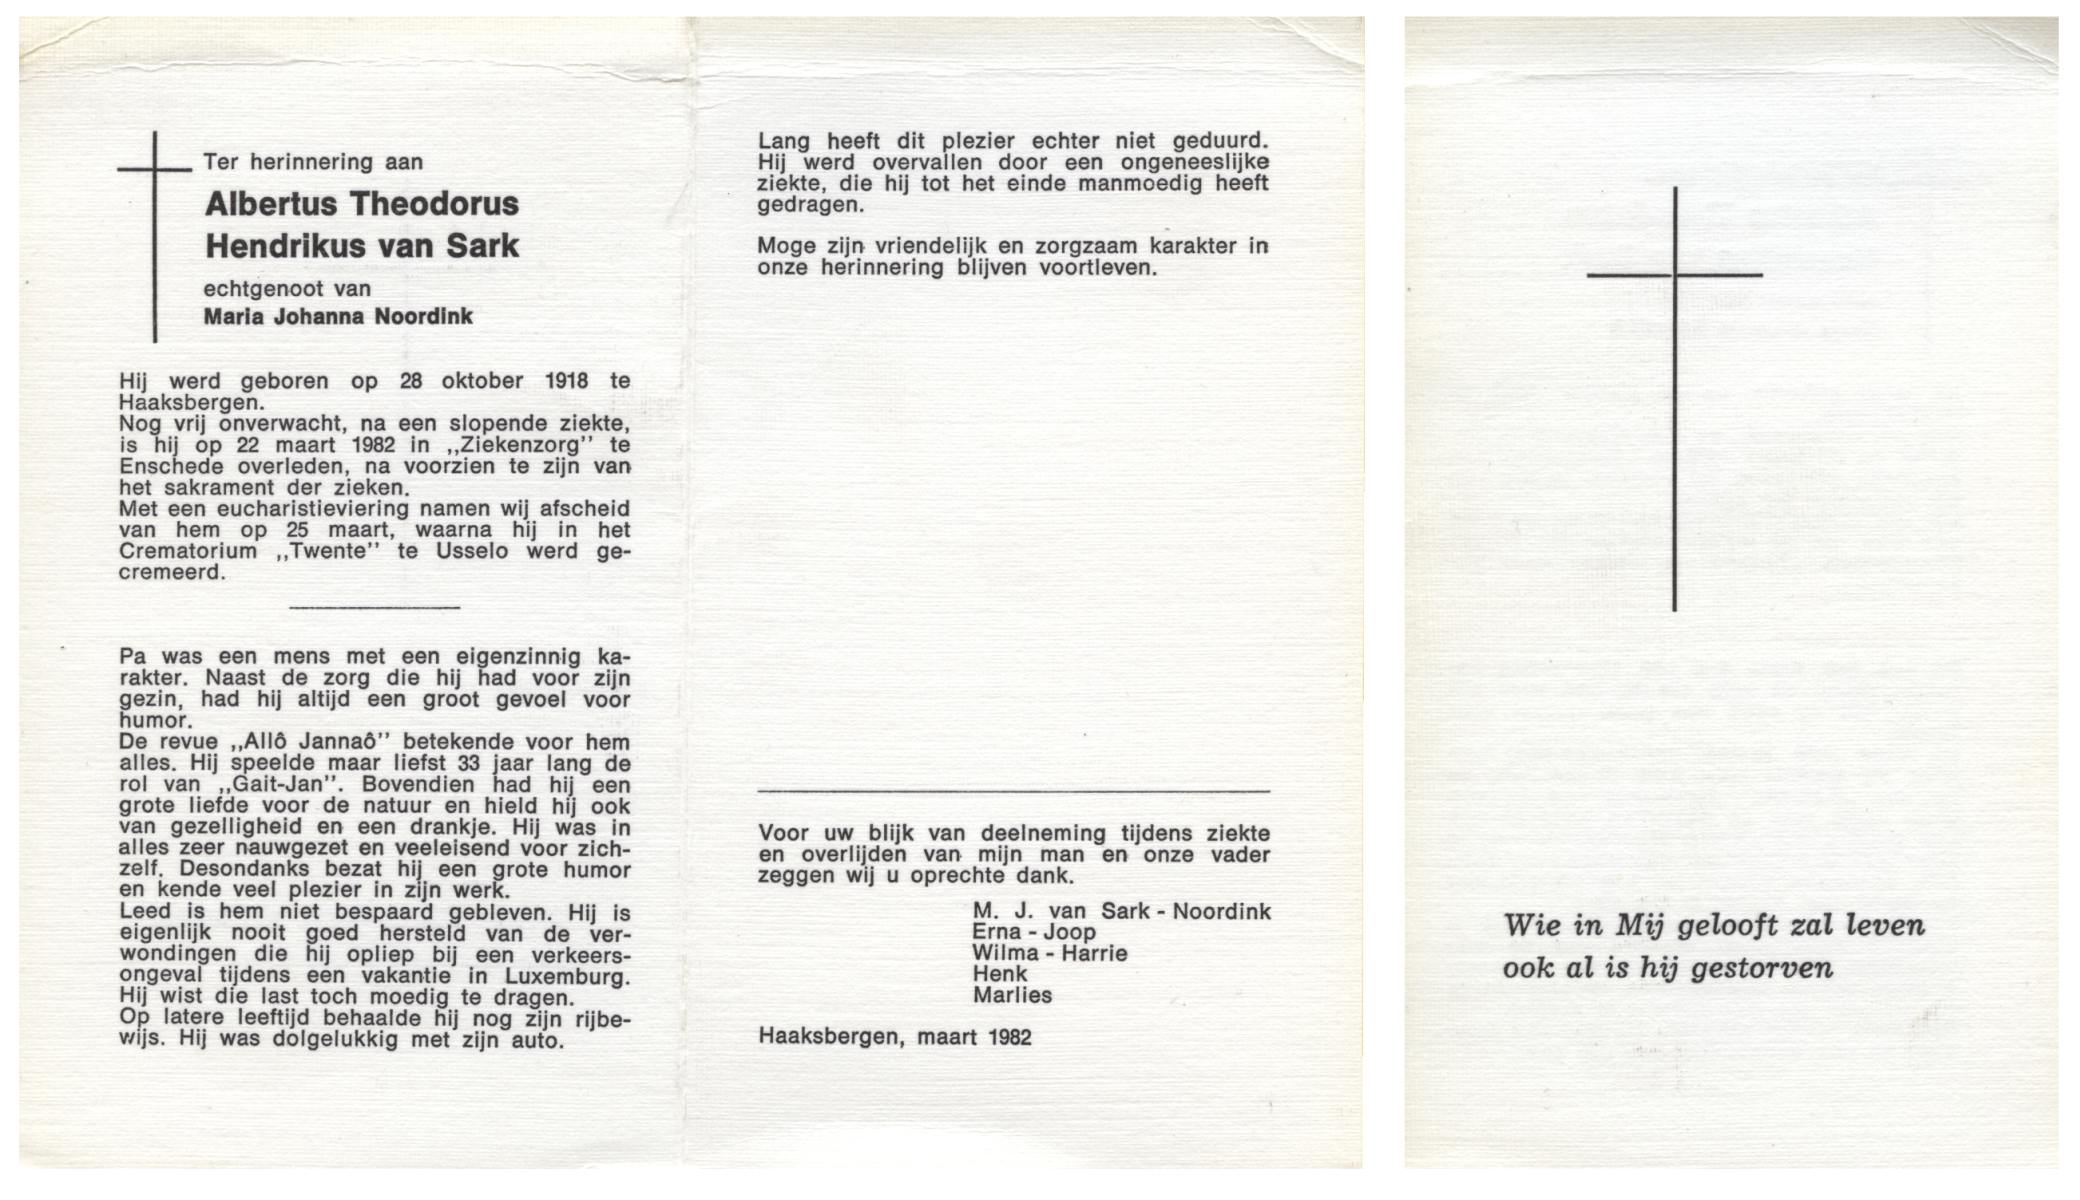 Ter herinnering aan
Albertus Theodorus
Hendrikus van Sark
echtgenoot van
Maria Johanna Noordink
Hij werd geboren op 28 oktober 1918 te
Haaksbergen.
Nog vrij onverwacht, na een slopende ziekte,
is hij op 22 maart 1982 in ,,Ziekenzorg'' te
Enschede overleden, na voorzien te zijn van
het sakrament der zieken.
Met een eucharistieviering namen wij afscheid
van hem op 25 maart, waarna hij in het
Crematorium ,,Twente'' te Usselo werd ge-
cremeerd.
Pa was een mens met een eigenzinnig ka-
rakter. Naast de zorg die hij had voor zijn
gezin, had hij altijd een groot gevoel voor
humor.
De revue ,,Allô Jannaô'' betekende voor hem
alles. Hij speelde maar liefst 33 jaar lang de
rol van ,,Gait-Jan''. Bovendien had hij een
grote liefde voor de natuur en hield hij ook
van gezelligheid en een drankje. Hij was in
alles zeer nauwgezet en veeleisend voor zich-
zelf. Desondanks bezat hij een grote humor
en kende veel plezier in zijn werk.
Leed is hem niet bespaard gebleven. Hij is
eigenlijk nooit goed hersteld van de ver-
wondingen die hij opliep bij een verkeers-
ongeval tijdens een vakantie in Luxemburg.
Hij wist die last toch moedig te dragen.
Op latere leeftijd behaalde hij nog zijn rijbe-
wijs. Hij was dolgelukkig met zijn auto.
Lang heeft dit plezier echter niet geduurd.
Hij werd overvallen door een ongeneeslijke
ziekte, die hij tot het einde manmoedig heeft
gedragen.
Moge zijn vriendelijk en zorgzaam karakter in
onze herinnering blijven voortleven.
Voor uw blijk van deelneming tijdens ziekte
en overlijden van mijn man en onze vader
zeggen wij u oprechte dank.
M. J. van Sark - Noordink
Erna - Joop
Wilma - Harrie
Henk
Marlies
Haaksbergen, maart 1982
Wie in Mij gelooft zal leven
ook al is hij gestorven